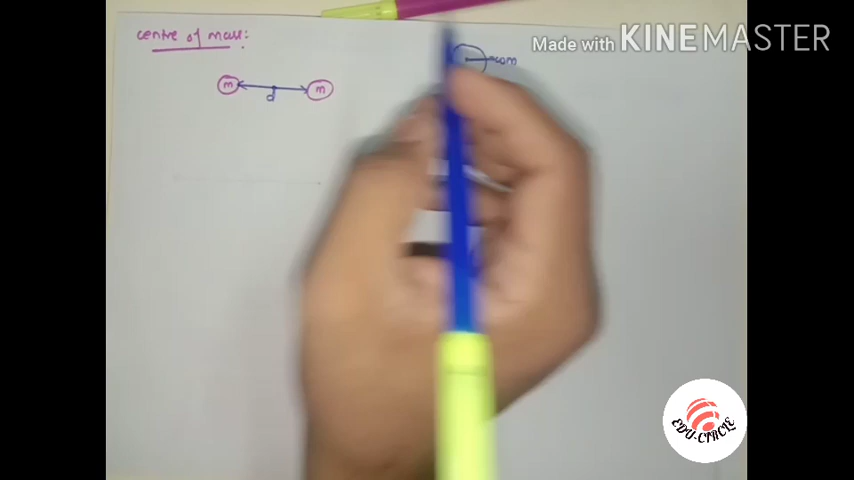 Made with KINEMASTER
centre of mass:
com
m m
d
EDU-CIRCLE